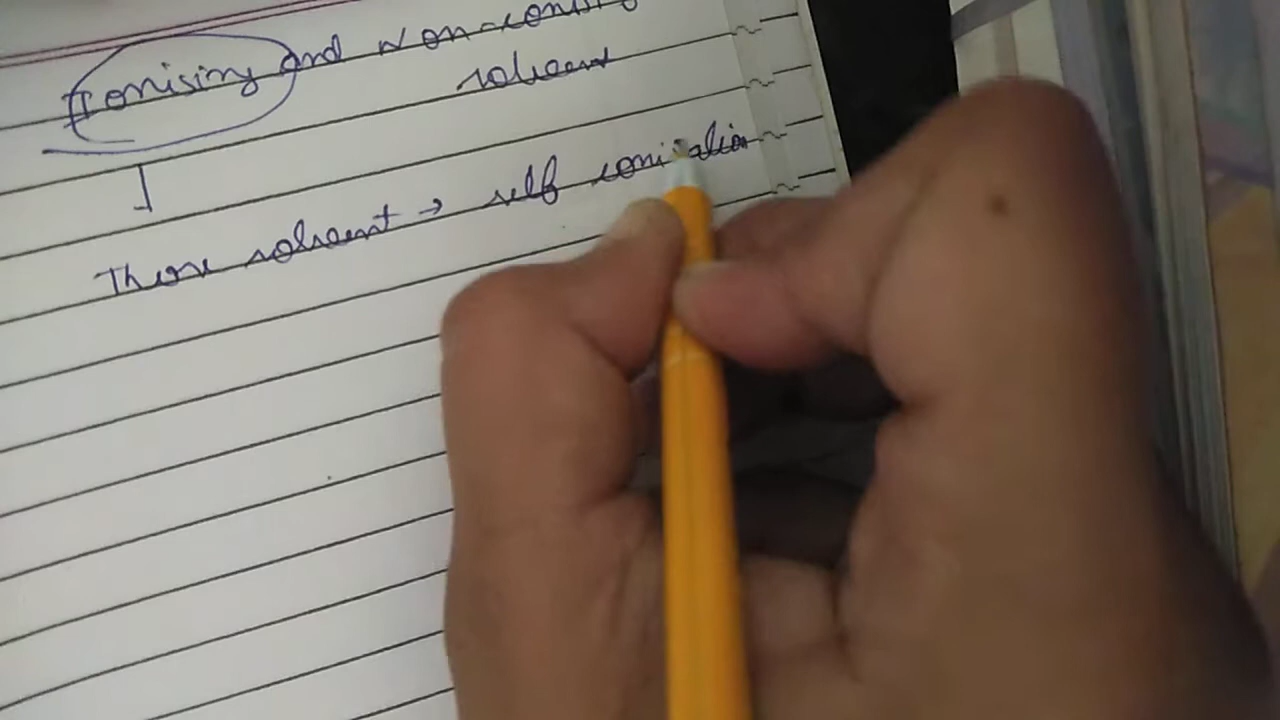 Ionising and Non-ionising
solvent
These solvent → self ionisation